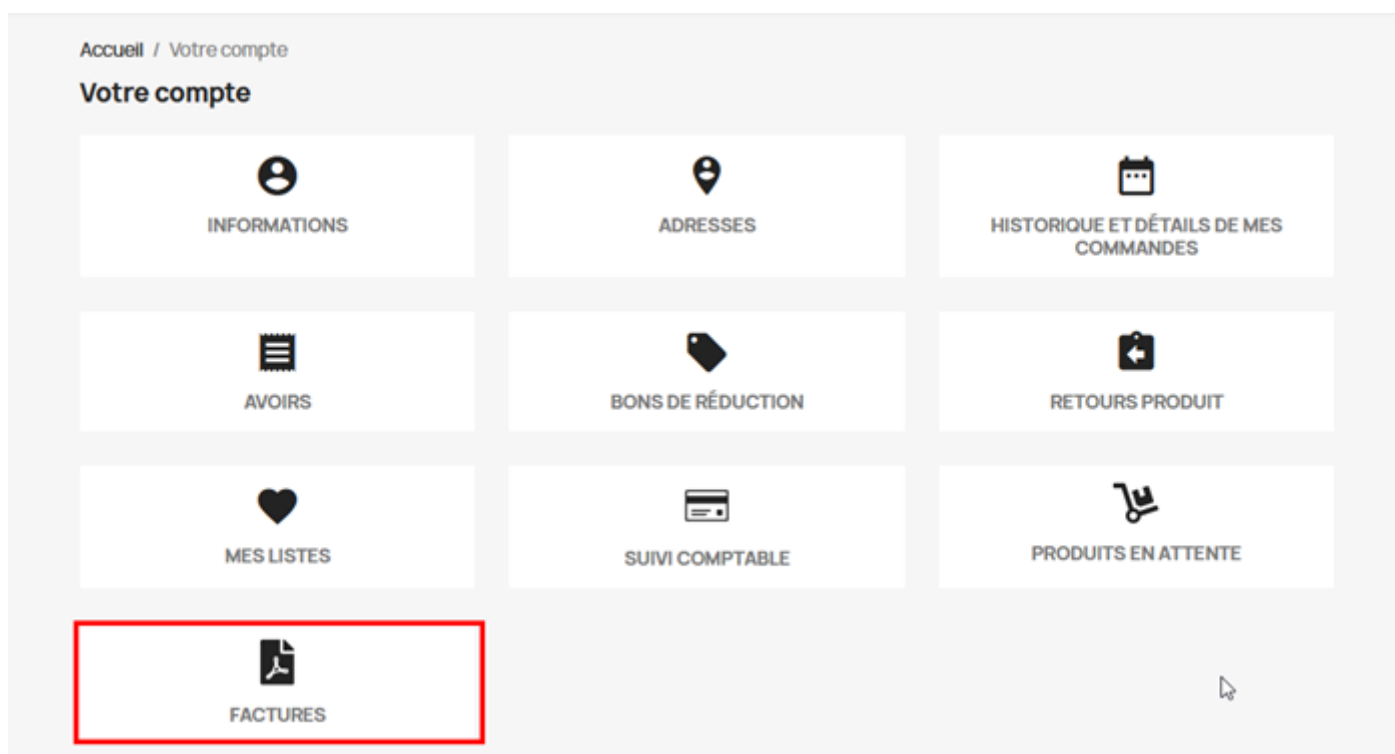 Accueil / Votre compte
Votre compte
INFORMATIONS
ADRESSES
HISTORIQUE ET DÉTAILS DE MES
COMMANDES
AVOIRS
BONS DE RÉDUCTION
RETOURS PRODUIT
MES LISTES
SUIVI COMPTABLE
PRODUITS EN ATTENTE
FACTURES